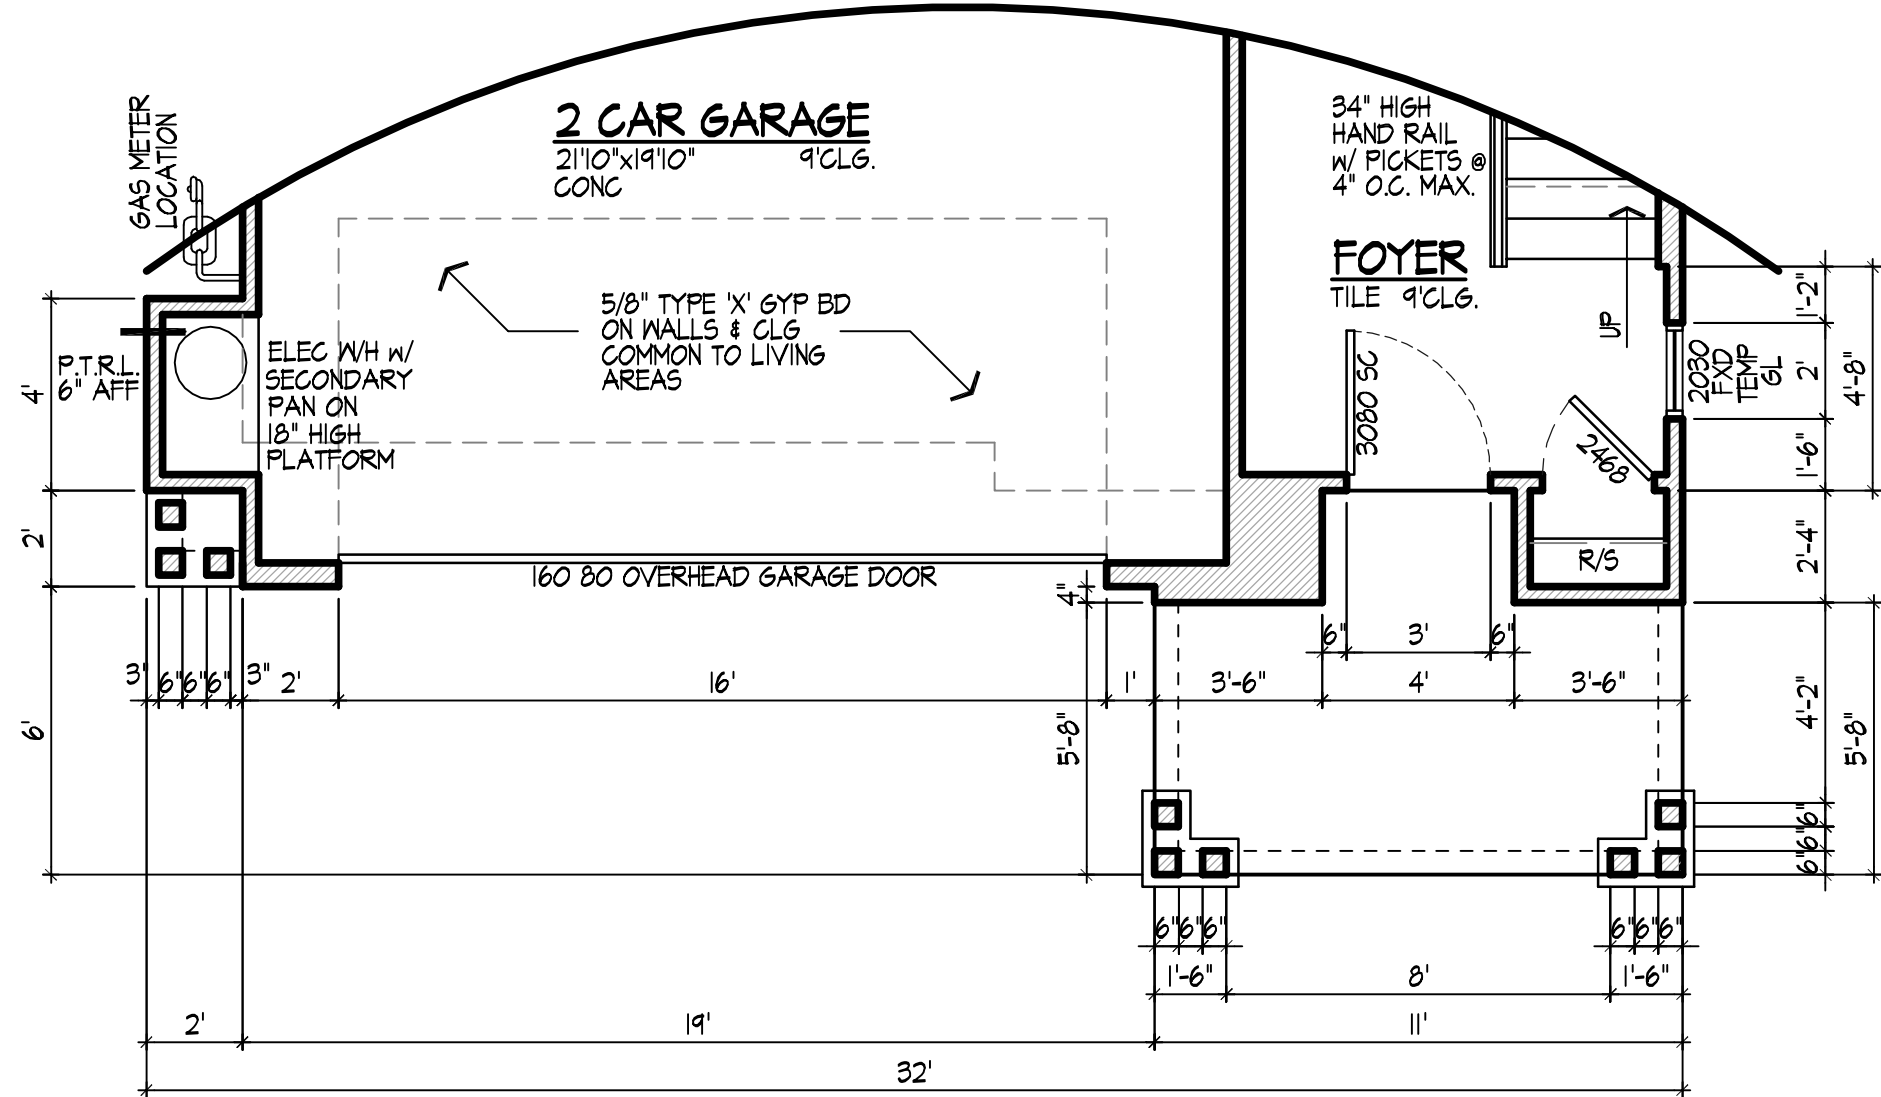 GAS METER
LOCATION
2 CAR GARAGE
21'10"x19'10" 9'CLG.
CONC
34" HIGH
HAND RAIL
W/ PICKETS @
4" O.C. MAX.
FOYER
TILE 9'CLG.
UP
5/8" TYPE 'X' GYP BD
ON WALLS & CLG
COMMON TO LIVING
AREAS
P.T.R.L.
6" AFF
ELEC W/H W/
SECONDARY
PAN ON
18" HIGH
PLATFORM
3080 SC
2468
2030
FXD
TEMP
GL
R/S
160 80 OVERHEAD GARAGE DOOR
4'
2'
6'
1'-2"
2'
1'-6"
4'-8"
2'-4"
4'-2"
5'-8"
6"
6"
6"
4"
5'-8"
6" 3' 6"
3" 6" 6" 6" 3" 2' 16' 1' 3'-6" 4' 3'-6"
6" 6" 6" 6" 6" 6"
1'-6" 8' 1'-6"
2' 19' 11'
32'